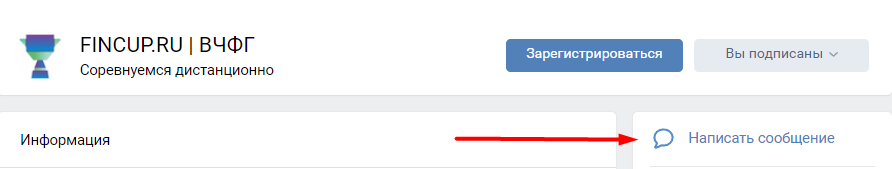 FINCUP.RU | ВЧФГ
Соревнуемся дистанционно
Зарегистрироваться
Вы подписаны
Информация
Написать сообщение